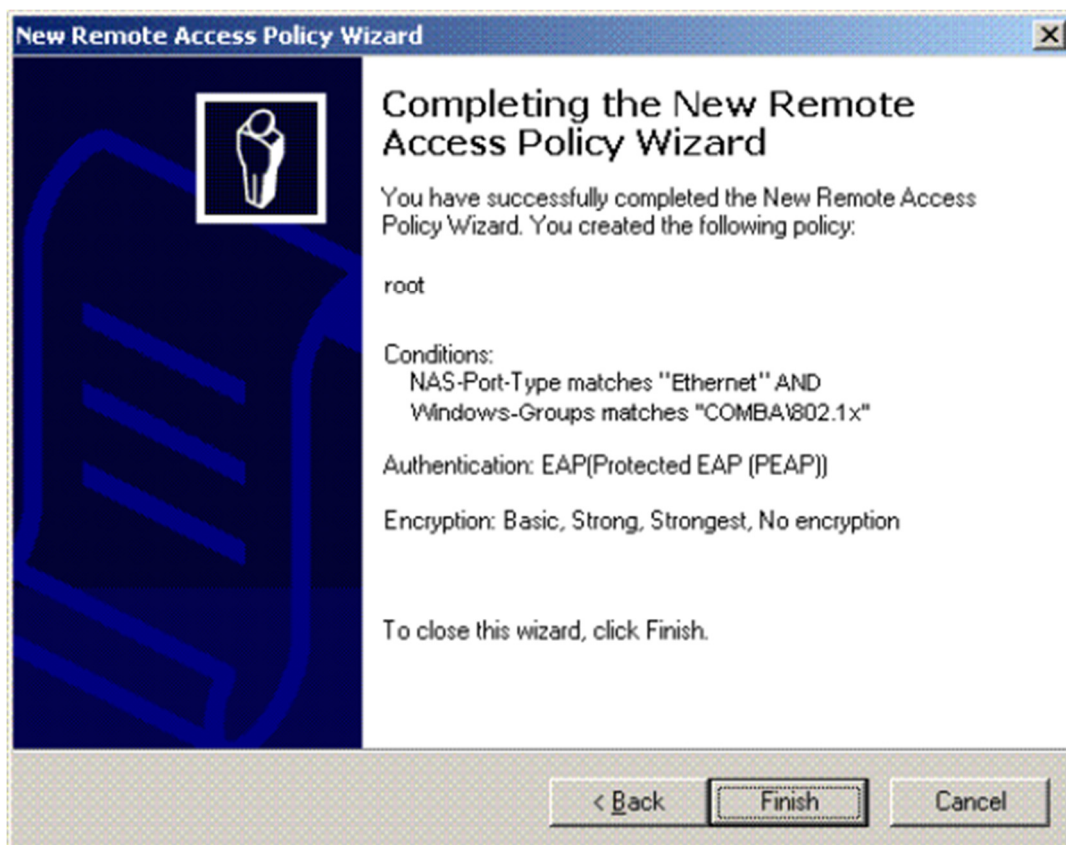 New Remote Access Policy Wizard
Completing the New Remote
Access Policy Wizard
You have successfully completed the New Remote Access
Policy Wizard. You created the following policy:
root
Conditions:
NAS-Port-Type matches "Ethernet" AND
Windows-Groups matches "COMBA\802.1x"
Authentication: EAP(Protected EAP (PEAP))
Encryption: Basic, Strong, Strongest, No encryption
To close this wizard, click Finish.
< Back Finish Cancel